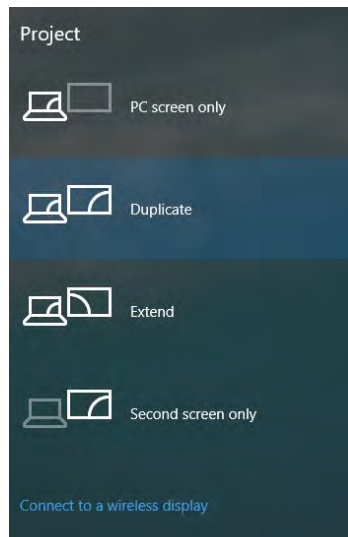 Project
PC screen only
Duplicate
Extend
Second screen only
Connect to a wireless display